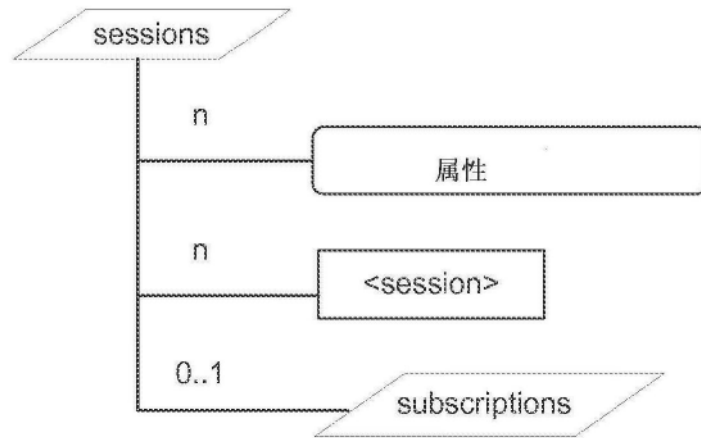 sessions
n
属性
n
<session>
0..1
subscriptions